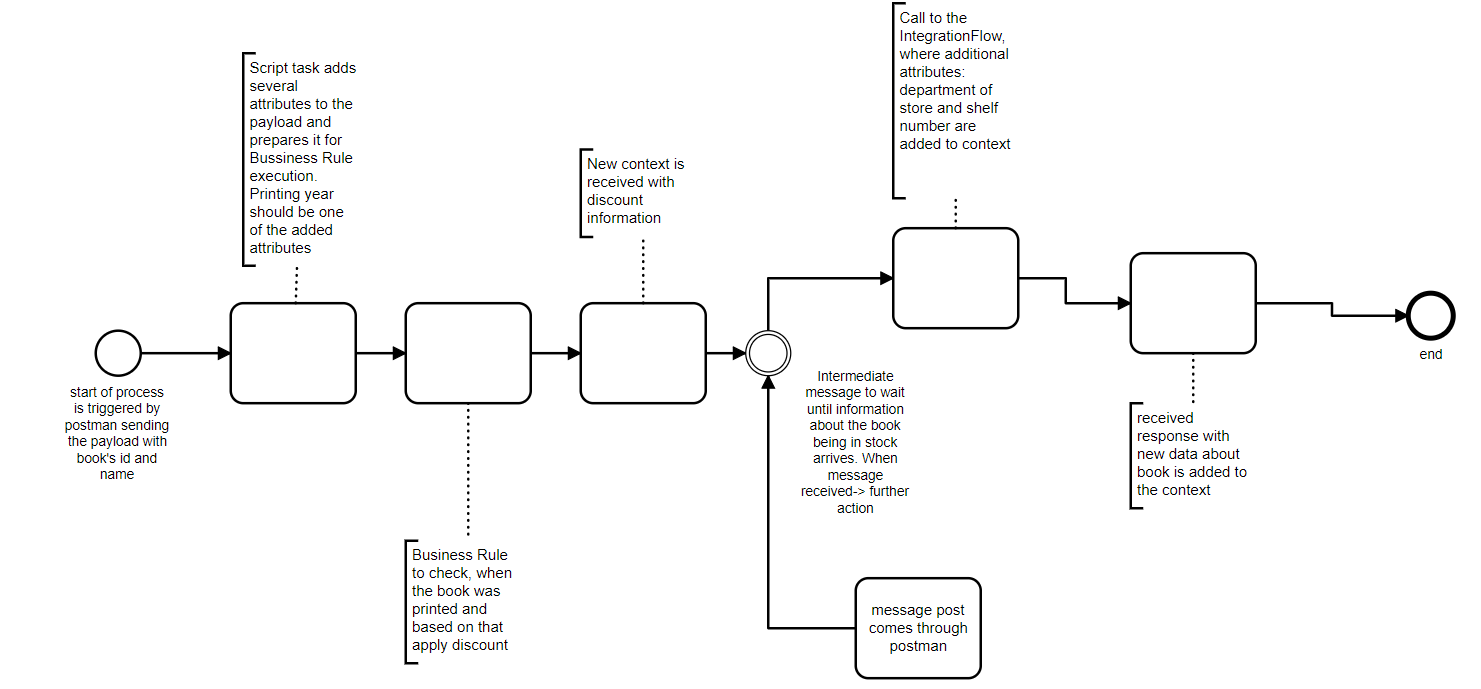 Call to the
IntegrationFlow,
where additional
attributes:
department of
store and shelf
number are
added to context
Script task adds
several
attributes to the
payload and
prepares it for
Bussiness Rule
execution.
Printing year
should be one
of the added
attributes
New context is
received with
discount
information
start of process
is triggered by
postman sending
the payload with
book's id and
name
Intermediate
message to wait
until information
about the book
being in stock
arrives. When
message
received-> further
action
end
received
response with
new data about
book is added to
the context
Business Rule
to check, when
the book was
printed and
based on that
apply discount
message post
comes through
postman